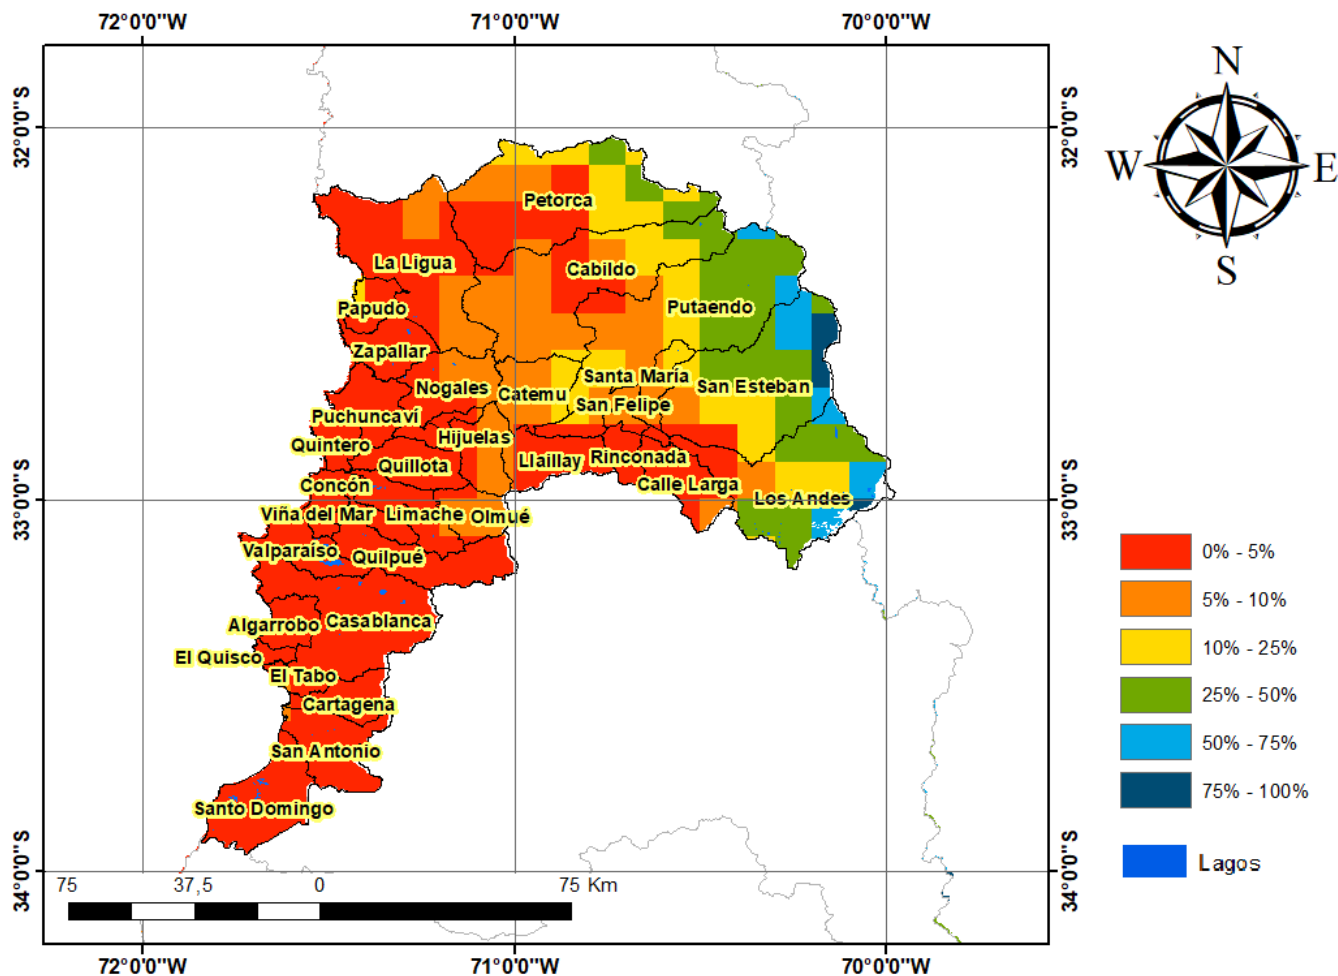 72°0'0"W 71°0'0"W 70°0'0"W
32°0'0"S
32°0'0"S
N
W E
S
Petorca
La Ligua
Cabildo
Papudo
Putaendo
Zapallar
Santa María
Nogales
Catemu
San Esteban
San Felipe
Puchuncaví
Hijuelas
Quintero
Quillota
Llaillay
Rinconada
Concón
Calle Larga
Los Andes
33°0'0"S
33°0'0"S
Viña del Mar
Limache
Olmué
Valparaíso
Quilpué
Algarrobo
Casablanca
El Quisco
El Tabo
Cartagena
San Antonio
Santo Domingo
0% - 5%
5% - 10%
10% - 25%
25% - 50%
50% - 75%
75% - 100%
Lagos
34°0'0"S
34°0'0"S
75 37,5 0 75 Km
72°0'0"W 71°0'0"W 70°0'0"W